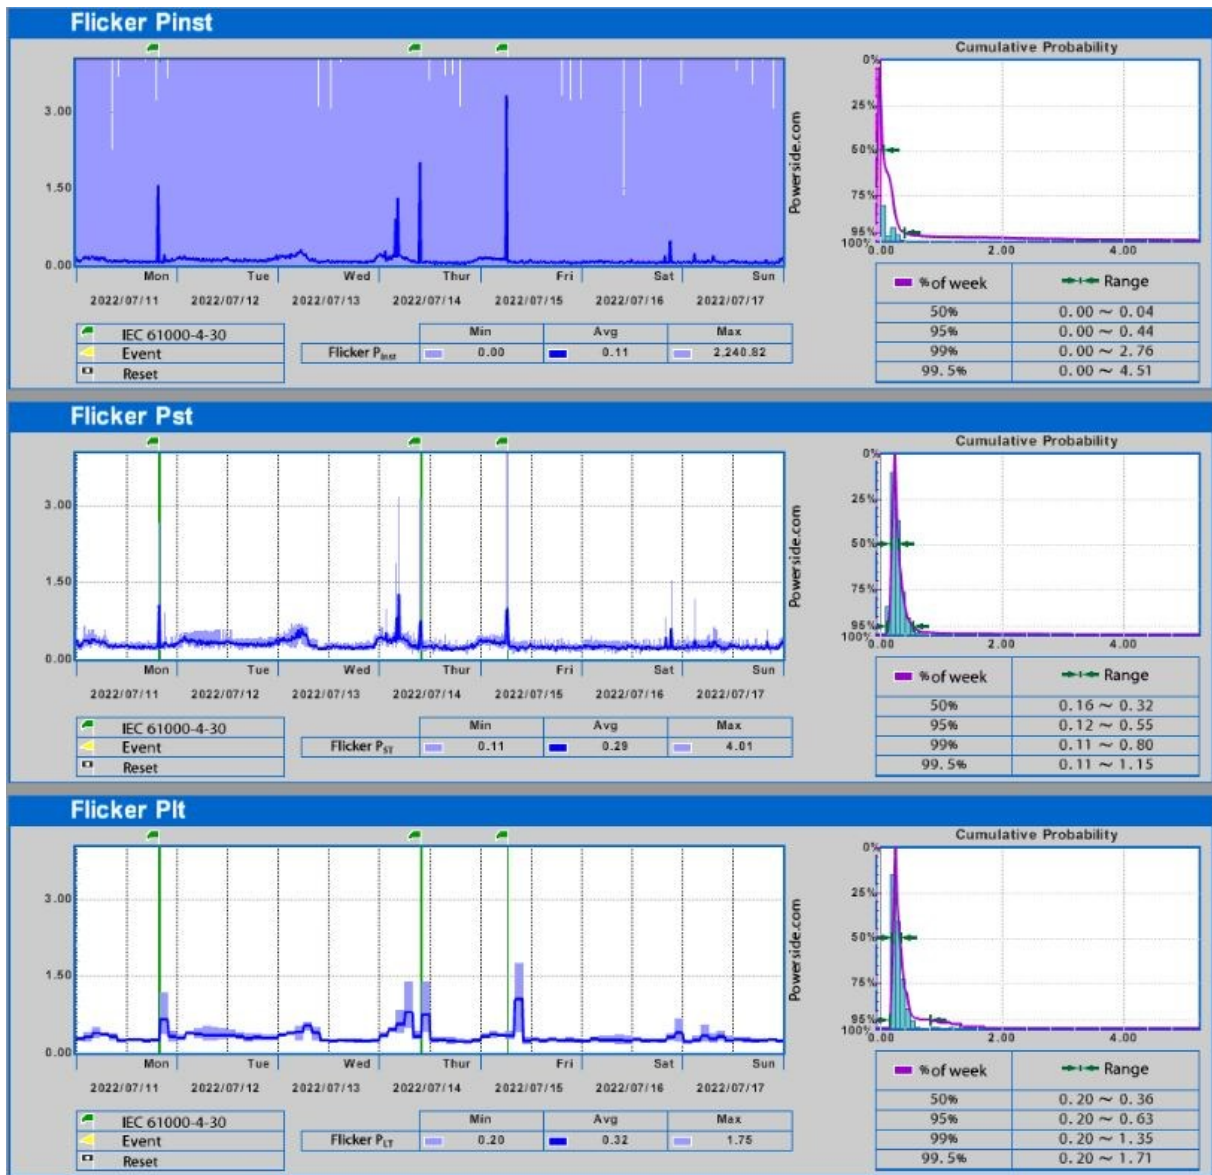 Flicker Pinst
Cumulative Probability
3.00
1.50
0.00
Mon Tue Wed Thur Fri Sat Sun
2022/07/11 2022/07/12 2022/07/13 2022/07/14 2022/07/15 2022/07/16 2022/07/17
Powerside.com
0%
25%
50%
75%
95%
100%
0.00 2.00 4.00
IEC 61000-4-30
Event
Reset
Min Avg Max
Flicker Pinst 0.00 0.11 2,240.82
% of week Range
50% 0.00 ~ 0.04
95% 0.00 ~ 0.44
99% 0.00 ~ 2.76
99.5% 0.00 ~ 4.51
Flicker Pst
Cumulative Probability
3.00
1.50
0.00
Mon Tue Wed Thur Fri Sat Sun
2022/07/11 2022/07/12 2022/07/13 2022/07/14 2022/07/15 2022/07/16 2022/07/17
Powerside.com
0%
25%
50%
75%
95%
100%
0.00 2.00 4.00
IEC 61000-4-30
Event
Reset
Min Avg Max
Flicker PST 0.11 0.29 4.01
% of week Range
50% 0.16 ~ 0.32
95% 0.12 ~ 0.55
99% 0.11 ~ 0.80
99.5% 0.11 ~ 1.15
Flicker Plt
Cumulative Probability
3.00
1.50
0.00
Mon Tue Wed Thur Fri Sat Sun
2022/07/11 2022/07/12 2022/07/13 2022/07/14 2022/07/15 2022/07/16 2022/07/17
Powerside.com
0%
25%
50%
75%
95%
100%
0.00 2.00 4.00
IEC 61000-4-30
Event
Reset
Min Avg Max
Flicker PLT 0.20 0.32 1.75
% of week Range
50% 0.20 ~ 0.36
95% 0.20 ~ 0.63
99% 0.20 ~ 1.35
99.5% 0.20 ~ 1.71